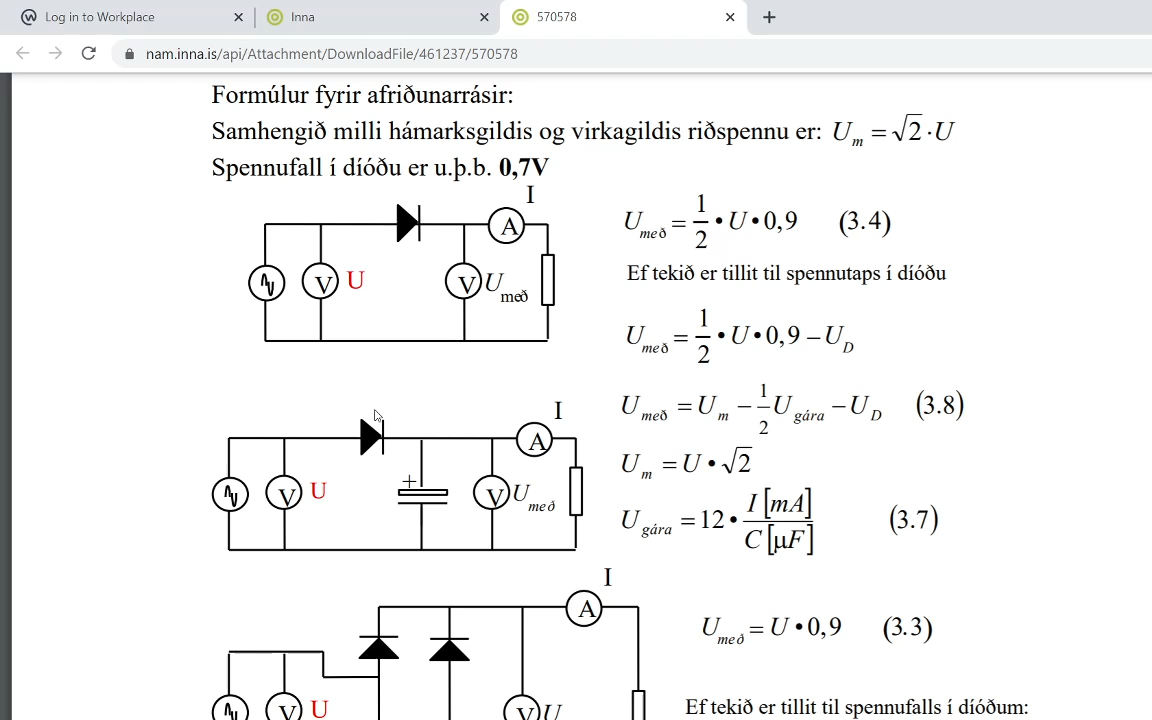 Log in to Workplace
Inna
570578
nam.inna.is/api/Attachment/DownloadFile/461237/570578
Formúlur fyrir afriðunarrásir:
Samhengið milli hámarksgildis og virkagildis riðspennu er: U_m = √2 · U
Spennufall í díóðu er u.þ.b. 0,7V
I
A
V U
V U með
U_með = 1/2 • U • 0,9 (3.4)
Ef tekið er tillit til spennutaps í díóðu
U_með = 1/2 • U • 0,9 − U_D
U_með = U_m − 1/2 U_gára − U_D (3.8)
I
A
V U
+
V U með
U_m = U • √2
U_gára = 12 • I [mA] / C [µF] (3.7)
I
A
U_með = U • 0,9 (3.3)
V U
V U
Ef tekið er tillit til spennufalls í díóðum: